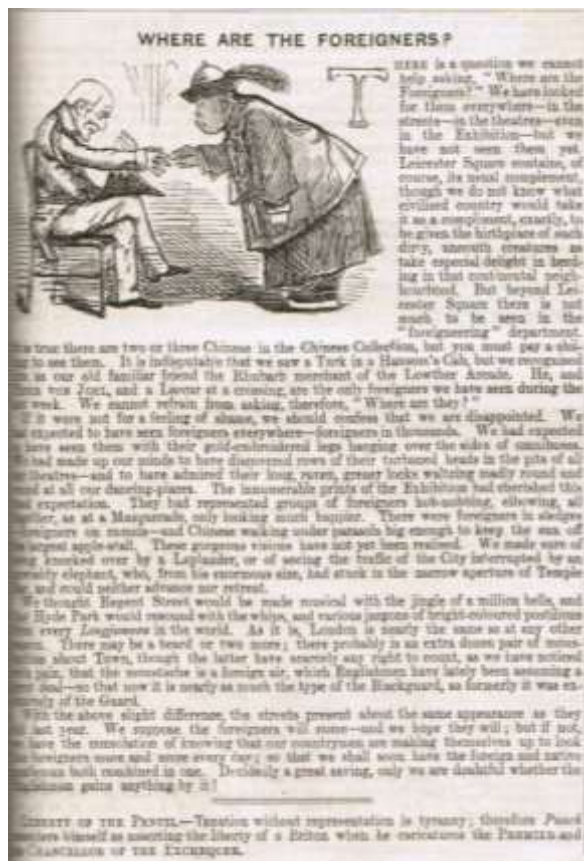 WHERE ARE THE FOREIGNERS?
THERE is a question we cannot
help asking, "Where are the
Foreigners?" We have looked
for them everywhere—in the
streets—in the theatres—even
in the Exhibition—but we
have not seen them yet.
Leicester Square contains, of
course, its usual complement,
though we do not know what
civilised country would take
it as a compliment, exactly, to
be given the birthplace of such
dirty, uncouth creatures as
take especial delight in herd-
ing in that continental neigh-
bourhood. But beyond Lei-
cester Square there is not
much to be seen in the
"foreigneering" department.
true there are two or three Chinese in the Chinese Collection, but you must pay a shil-
to see them. It is indisputable that we saw a Turk in a Hansom's Cab, but we recognised
in our old familiar friend the Rhubarb merchant of the Lowther Arcade. He, and
VON JOEL, and a Lascar at a crossing, are the only foreigners we have seen during the
week. We cannot refrain from asking, therefore, "Where are they?"
it were not for a feeling of shame, we should confess that we are disappointed. We
expected to have seen foreigners everywhere—foreigners in thousands. We had expected
have seen them with their gold-embroidered legs hanging over the sides of omnibuses.
had made up our minds to have discovered rows of their turbaned heads in the pits of all
theatres—and to have admired their long, raven, greasy locks waltzing madly round and
round at all our dancing-places. The innumerable prints of the Exhibition had cherished this
expectation. They had represented groups of foreigners hob-nobbing, elbowing, all
together, as at a Masquerade, only looking much happier. There were foreigners in sledges,
foreigners on camels, and Chinese walking under parasols big enough to keep the sun off
largest apple-stall. These gorgeous visions have not yet been realised. We made sure of
being knocked over by a Laplander, or of seeing the traffic of the City interrupted by an
elephant, who, from his enormous size, had stuck in the narrow aperture of Temple
and could neither advance nor retreat.
We thought Regent Street would be made musical with the jingle of a million bells, and
Hyde Park would resound with the whips, and various jargons of bright-coloured postilions
from every Longjumeau in the world. As it is, London is nearly the same as at any other
There may be a beard or two more; there probably is an extra dozen pair of mous-
about Town, though the latter have scarcely any right to count, as we have noticed
pain, that the moustache is a foreign air, which Englishmen have lately been assuming a
deal—so that now it is nearly as much the type of the Blackguard, as formerly it was ex-
of the Guard.
With the above slight difference, the streets present about the same appearance as they
last year. We suppose the foreigners will come—and we hope they will; but if not,
have the consolation of knowing that our countrymen are making themselves up to look
foreigners more and more every day; so that we shall soon have the foreign and native
both combined in one. Decidedly a great saving, only we are doubtful whether the
gains anything by it!
LIBERTY OF THE PENCIL.—Taxation without representation is tyranny; therefore Punch
considers himself as asserting the liberty of a Briton when he caricatures the PREMIER and
CHANCELLOR OF THE EXCHEQUER.